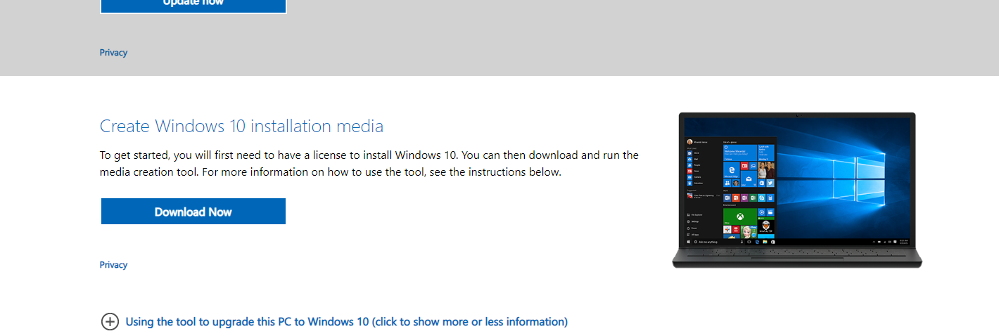 Update now
Privacy
Create Windows 10 installation media
To get started, you will first need to have a license to install Windows 10. You can then download and run the
media creation tool. For more information on how to use the tool, see the instructions below.
Download Now
Privacy
Using the tool to upgrade this PC to Windows 10 (click to show more or less information)